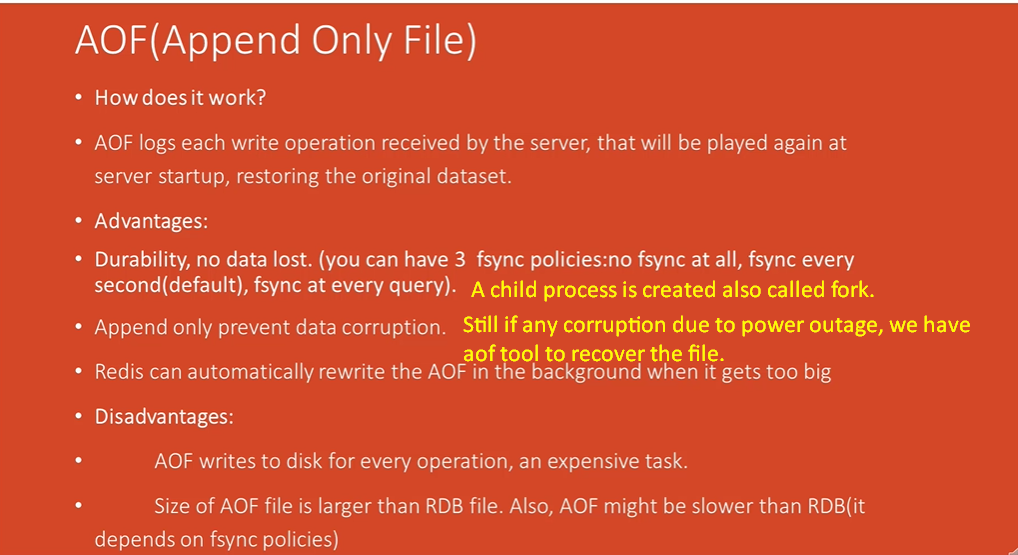 AOF(Append Only File)
• How does it work?
• AOF logs each write operation received by the server, that will be played again at
server startup, restoring the original dataset.
• Advantages:
• Durability, no data lost. (you can have 3 fsync policies:no fsync at all, fsync every
second(default), fsync at every query).
A child process is created also called fork.
• Append only prevent data corruption.
Still if any corruption due to power outage, we have
aof tool to recover the file.
• Redis can automatically rewrite the AOF in the background when it gets too big
• Disadvantages:
• AOF writes to disk for every operation, an expensive task.
• Size of AOF file is larger than RDB file. Also, AOF might be slower than RDB(it
depends on fsync policies)